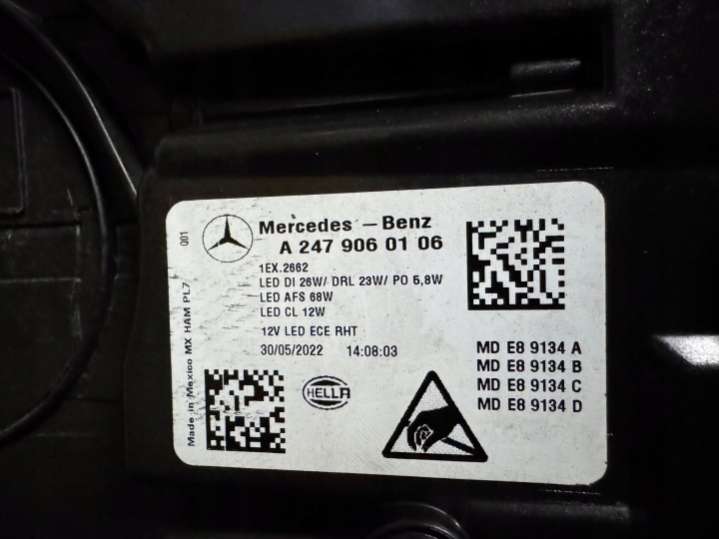 Mercedes - Benz
A 247 906 01 06
1EX.2662
LED DI 26W/ DRL 23W/ PO 5,8W
LED AFS 68W
LED CL 12W
12V LED ECE RHT
30/05/2022 14:08:03
HELLA
MD E8 9134 A
MD E8 9134 B
MD E8 9134 C
MD E8 9134 D
Made in Mexico MX HAM PL7 001